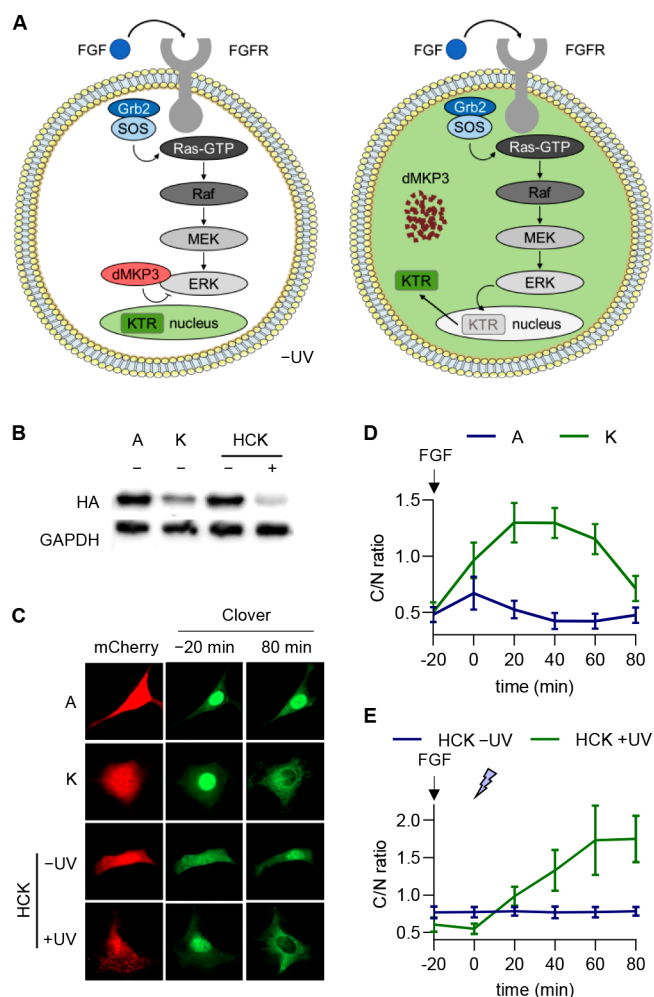 A
FGF FGFR
Grb2
SOS
Ras-GTP
Raf
MEK
dMKP3
ERK
KTR nucleus
−UV
FGF FGFR
Grb2
SOS
Ras-GTP
dMKP3
Raf
MEK
KTR
ERK
KTR nucleus
B
A K HCK
− − − +
HA
GAPDH
C
Clover
mCherry −20 min 80 min
A
K
HCK
−UV
+UV
D
A K
FGF
1.5
1.0
0.5
C/N ratio
-20 0 20 40 60 80
time (min)
E
HCK −UV HCK +UV
FGF
2.0
1.5
1.0
0.5
C/N ratio
-20 0 20 40 60 80
time (min)